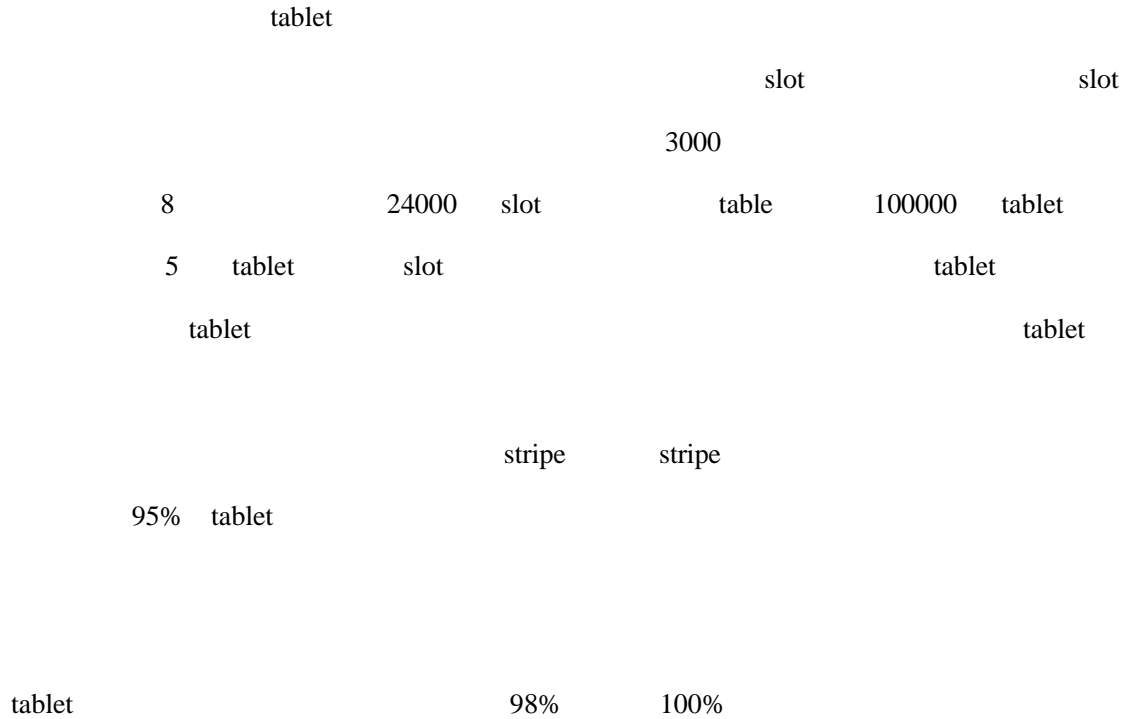 tablet
slot slot
3000
8 24000 slot table 100000 tablet
5 tablet slot tablet
tablet tablet
stripe stripe
95% tablet
tablet 98% 100%